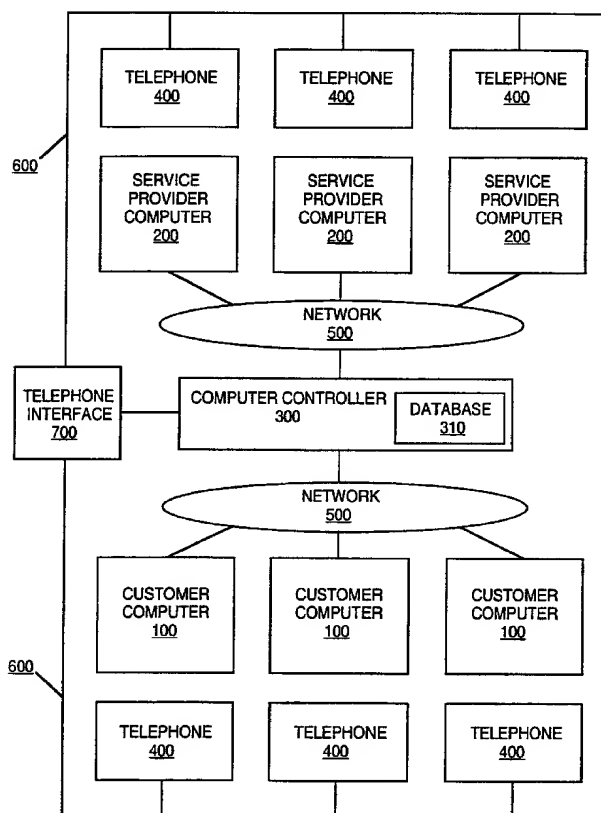 TELEPHONE
400
TELEPHONE
400
TELEPHONE
400
600
SERVICE
PROVIDER
COMPUTER
200
SERVICE
PROVIDER
COMPUTER
200
SERVICE
PROVIDER
COMPUTER
200
NETWORK
500
TELEPHONE
INTERFACE
700
COMPUTER CONTROLLER
300
DATABASE
310
NETWORK
500
CUSTOMER
COMPUTER
100
CUSTOMER
COMPUTER
100
CUSTOMER
COMPUTER
100
600
TELEPHONE
400
TELEPHONE
400
TELEPHONE
400